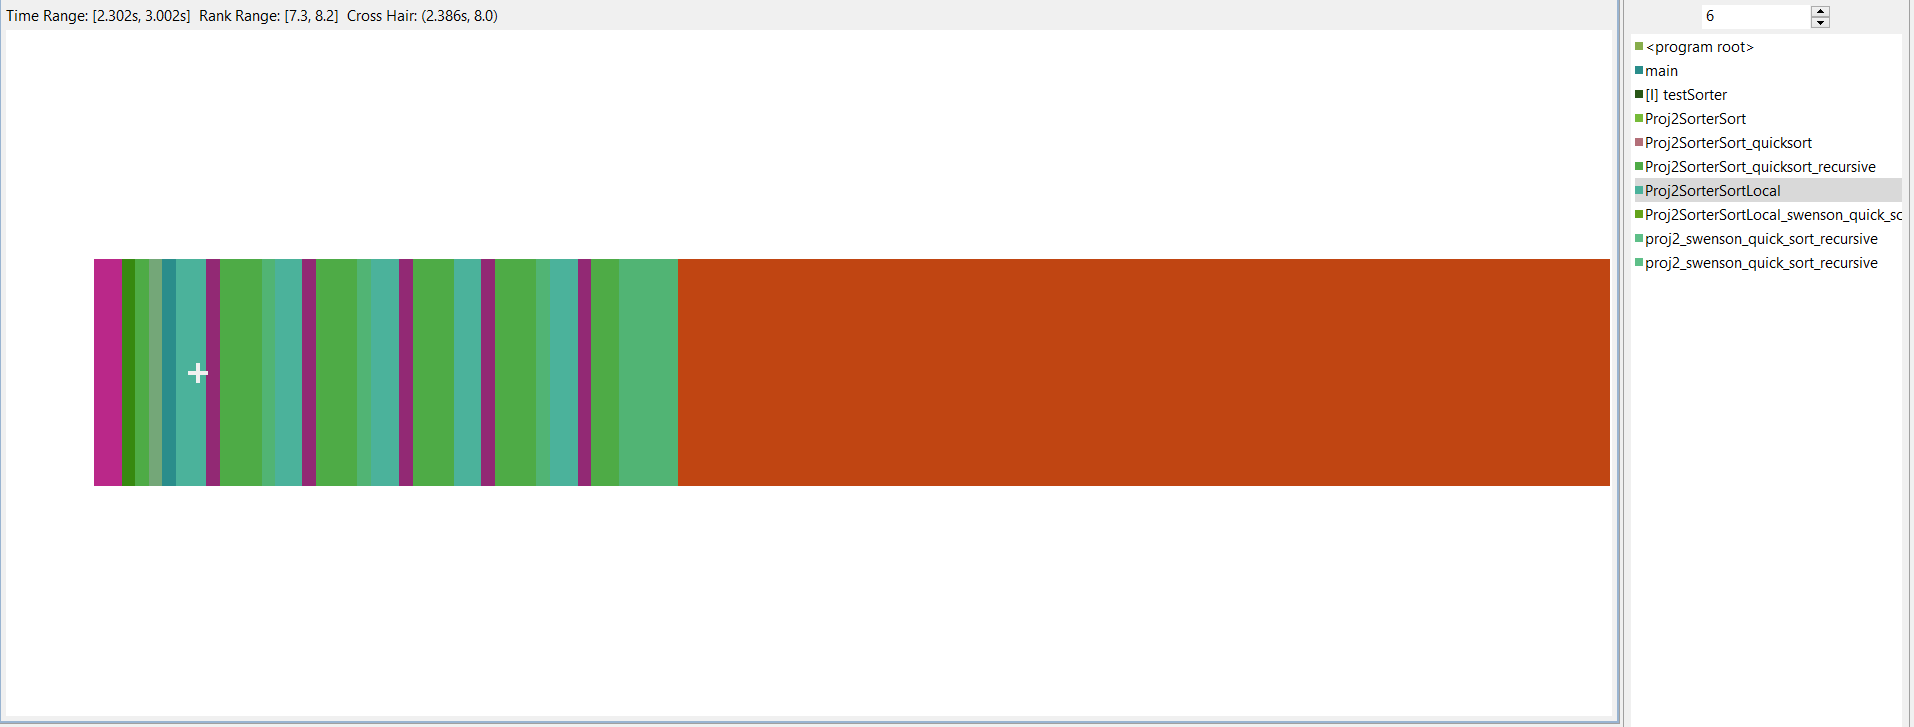 Time Range: [2.302s, 3.002s]  Rank Range: [7.3, 8.2]  Cross Hair: (2.386s, 8.0)
6
<program root>
main
[I] testSorter
Proj2SorterSort
Proj2SorterSort_quicksort
Proj2SorterSort_quicksort_recursive
Proj2SorterSortLocal
Proj2SorterSortLocal_swenson_quick_sc
proj2_swenson_quick_sort_recursive
proj2_swenson_quick_sort_recursive